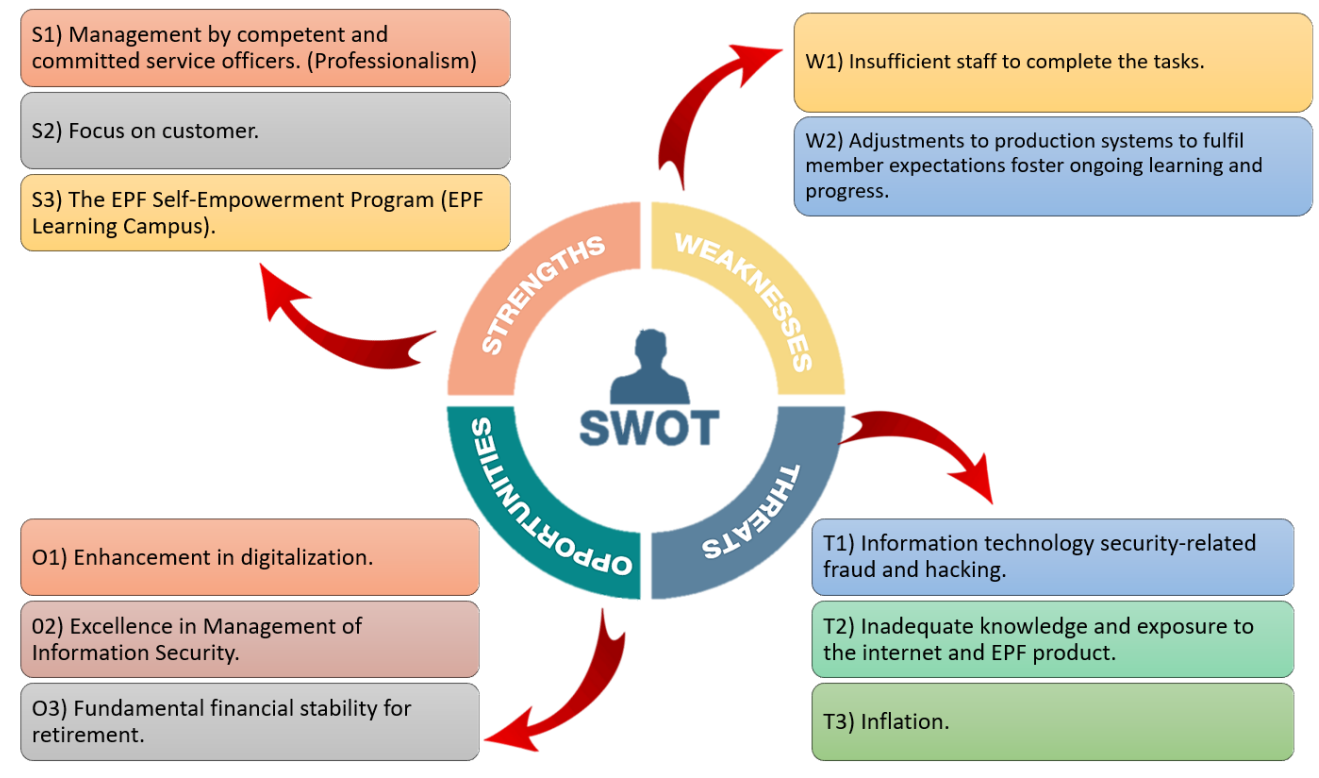 S1) Management by competent and
committed service officers. (Professionalism)
S2) Focus on customer.
S3) The EPF Self-Empowerment Program (EPF
Learning Campus).
W1) Insufficient staff to complete the tasks.
W2) Adjustments to production systems to fulfil
member expectations foster ongoing learning and
progress.
STRENGTHS
WEAKNESSES
SWOT
OPPORTUNITIES
THREATS
O1) Enhancement in digitalization.
02) Excellence in Management of
Information Security.
O3) Fundamental financial stability for
retirement.
T1) Information technology security-related
fraud and hacking.
T2) Inadequate knowledge and exposure to
the internet and EPF product.
T3) Inflation.